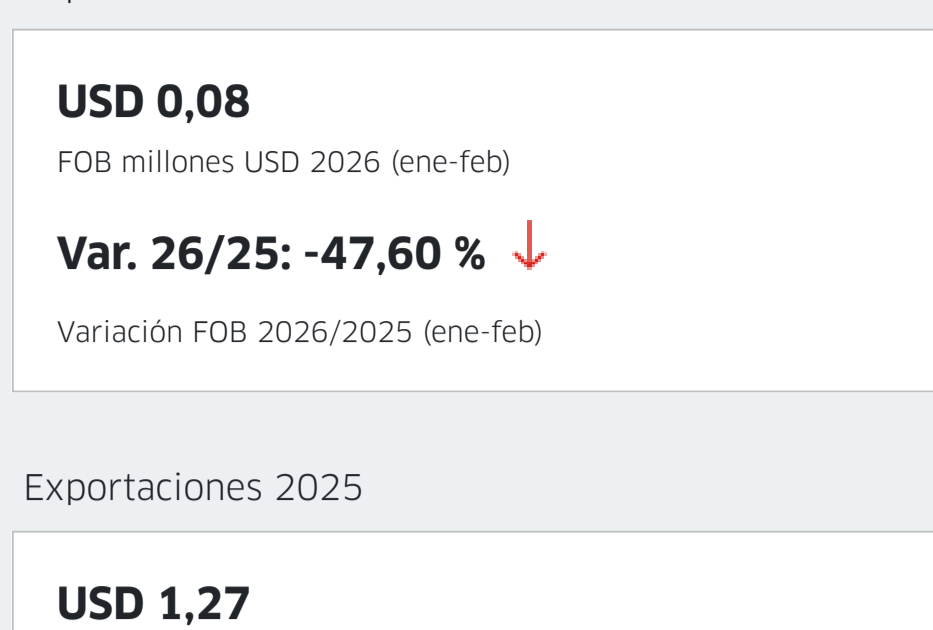 USD 0,08
FOB millones USD 2026 (ene-feb)
Var. 26/25: -47,60 %
Variación FOB 2026/2025 (ene-feb)
Exportaciones 2025
USD 1,27